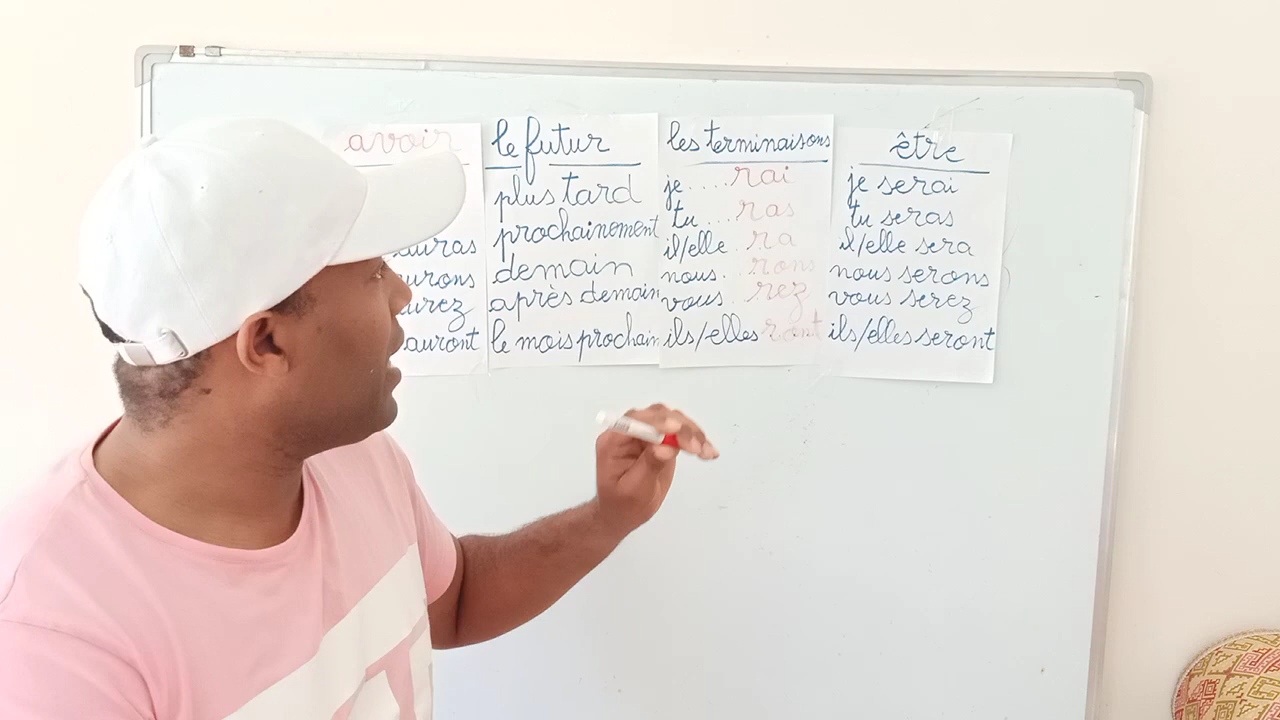 avoir
auras
aurons
aurez
auront
le futur
plus tard
prochainement
demain
après demain
le mois prochain
les terminaisons
je....rai
tu...ras
il/elle..ra
nous..rons
vous..rez
ils/elles ront
être
je serai
tu seras
il/elle sera
nous serons
vous serez
ils/elles seront